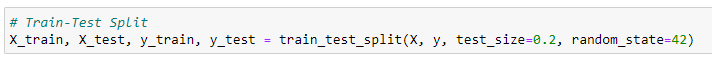 # Train-Test Split
X_train, X_test, y_train, y_test = train_test_split(X, y, test_size=0.2, random_state=42)